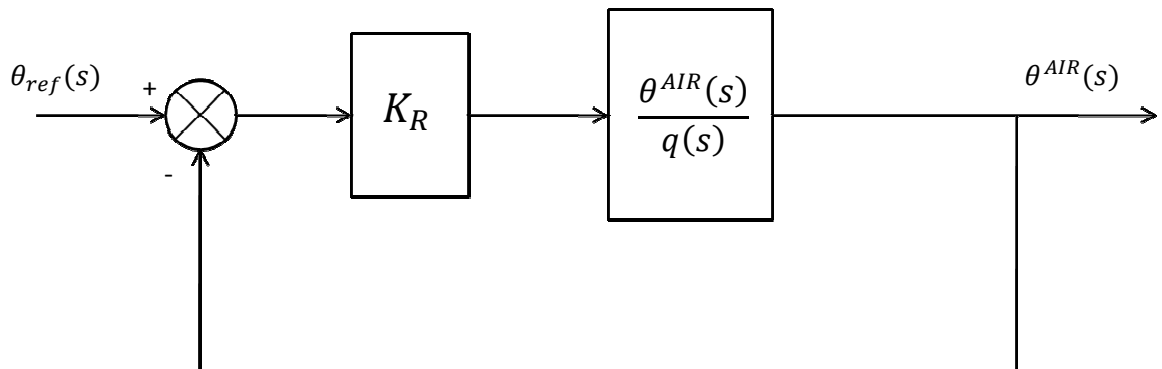 θ_ref(s)
+
-
K_R
θ^AIR(s)
q(s)
θ^AIR(s)